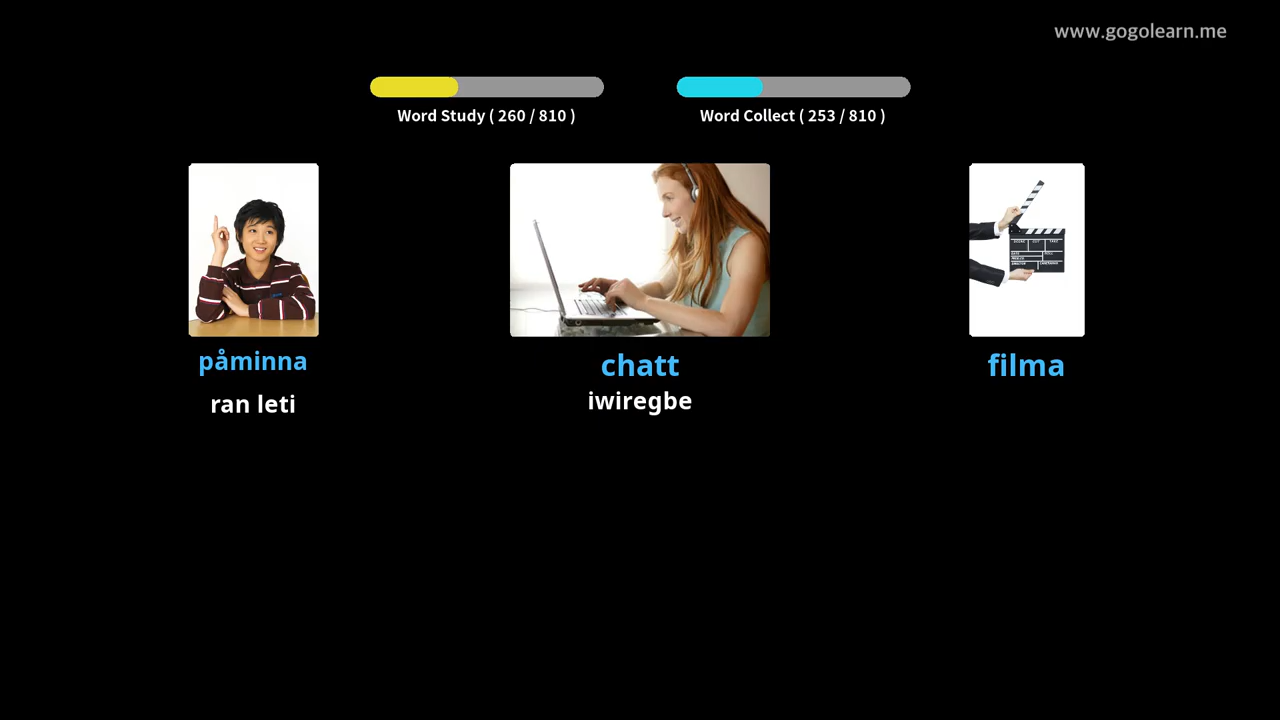 www.gogolearn.me
Word Study ( 260 / 810 )
Word Collect ( 253 / 810 )
påminna
ran leti
chatt
iwiregbe
filma